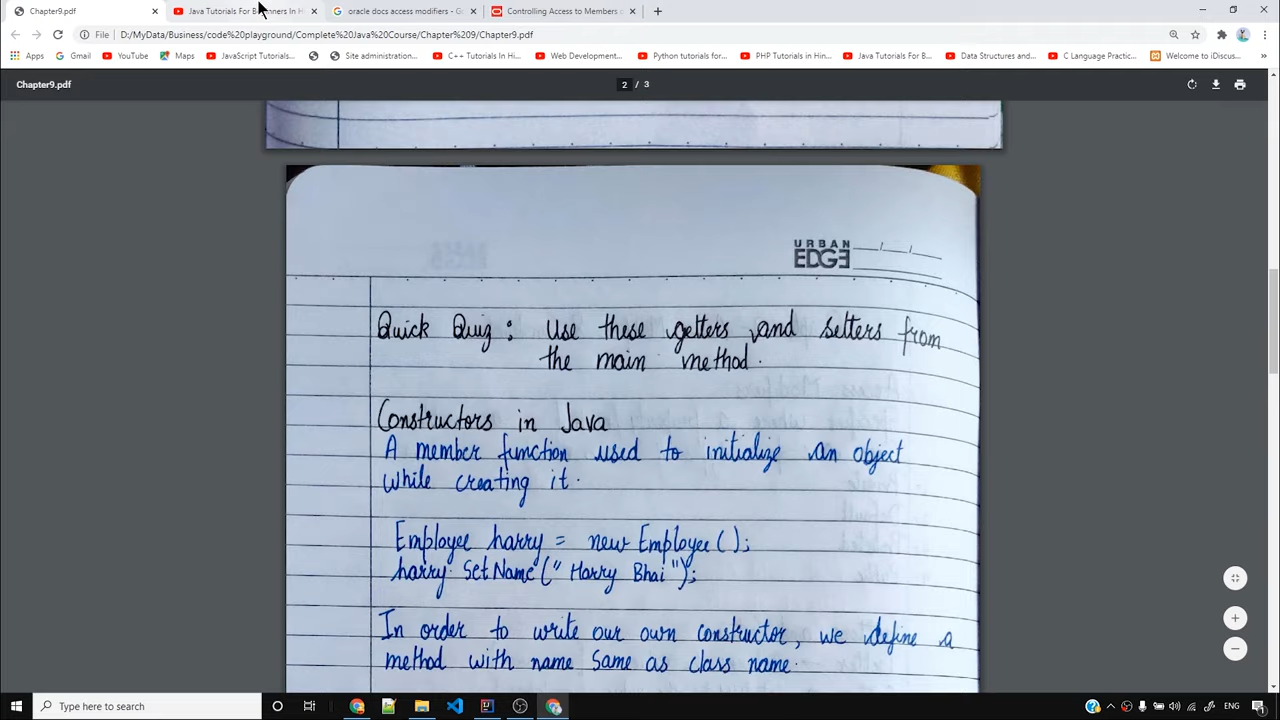 Chapter9.pdf
Java Tutorials For Beginners In Hi
oracle docs access modifiers - Go
Controlling Access to Members o
File
D:/MyData/Business/code%20playground/Complete%20Java%20Course/Chapter%209/Chapter9.pdf
Apps
Gmail
YouTube
Maps
JavaScript Tutorials...
Site administration...
C++ Tutorials In Hi...
Web Development...
Python tutorials for...
PHP Tutorials in Hin...
Java Tutorials For B...
Data Structures and...
C Language Practic...
Welcome to iDiscus...
Chapter9.pdf
2 / 3
URBAN
EDGE
Quick Quiz: Use these getters and setters from
the main method.
Constructors in Java
A member function used to initialize an object
while creating it.
Employee harry = new Employee();
harry.SetName("Harry Bhai");
In order to write our own constructor, we define a
method with name Same as class name.
Type here to search
ENG